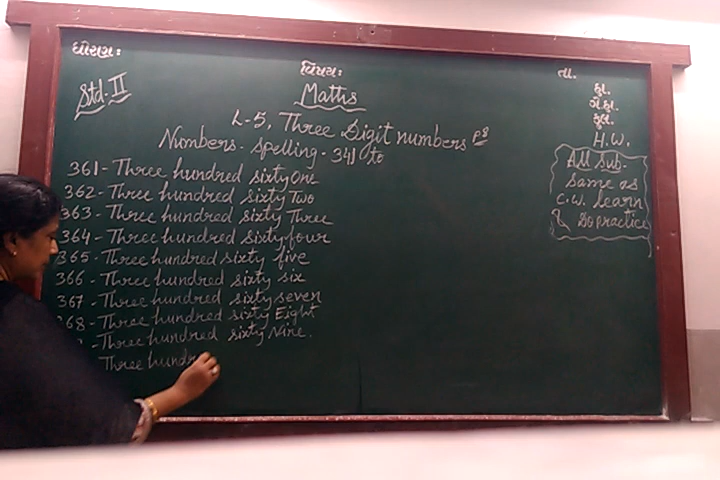 ધોરણઃ
વિષયઃ
તા.
Std. II
Maths
કા.
ગે.હા.
કુલ.
L-5, Three Digit numbers P8
Numbers - spelling - 341 to
H.W.
All Sub.
Same as
C.W. learn
& Do practice
361 - Three hundred sixty One
362 - Three hundred sixty Two
363 - Three hundred sixty Three
364 - Three hundred sixty four
365 - Three hundred sixty five
366 - Three hundred sixty six
367 - Three hundred sixty seven
368 - Three hundred sixty Eight
- Three hundred sixty Nine.
Three hundr